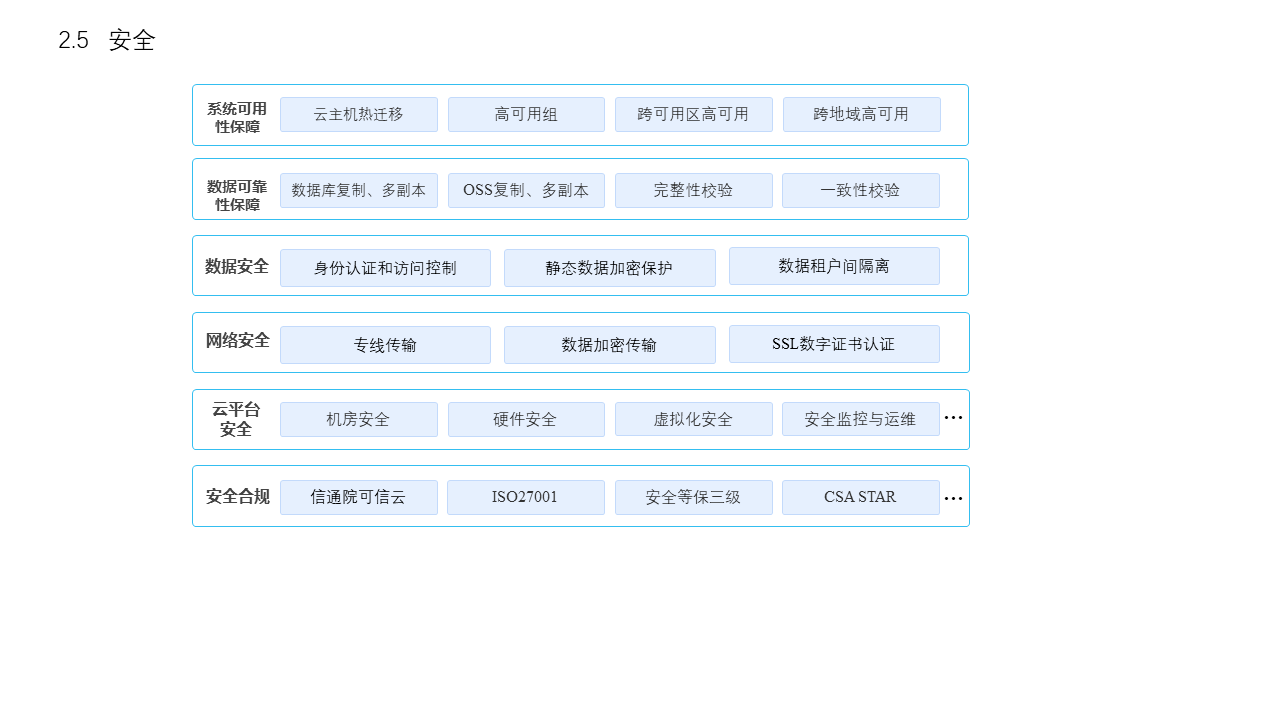 2.5 安全
系统可用
性保障
云主机热迁移
高可用组
跨可用区高可用
跨地域高可用
数据可靠
性保障
数据库复制、多副本
OSS复制、多副本
完整性校验
一致性校验
数据安全
身份认证和访问控制
静态数据加密保护
数据租户间隔离
网络安全
专线传输
数据加密传输
SSL数字证书认证
云平台
安全
机房安全
硬件安全
虚拟化安全
安全监控与运维
…
安全合规
信通院可信云
ISO27001
安全等保三级
CSA STAR
…